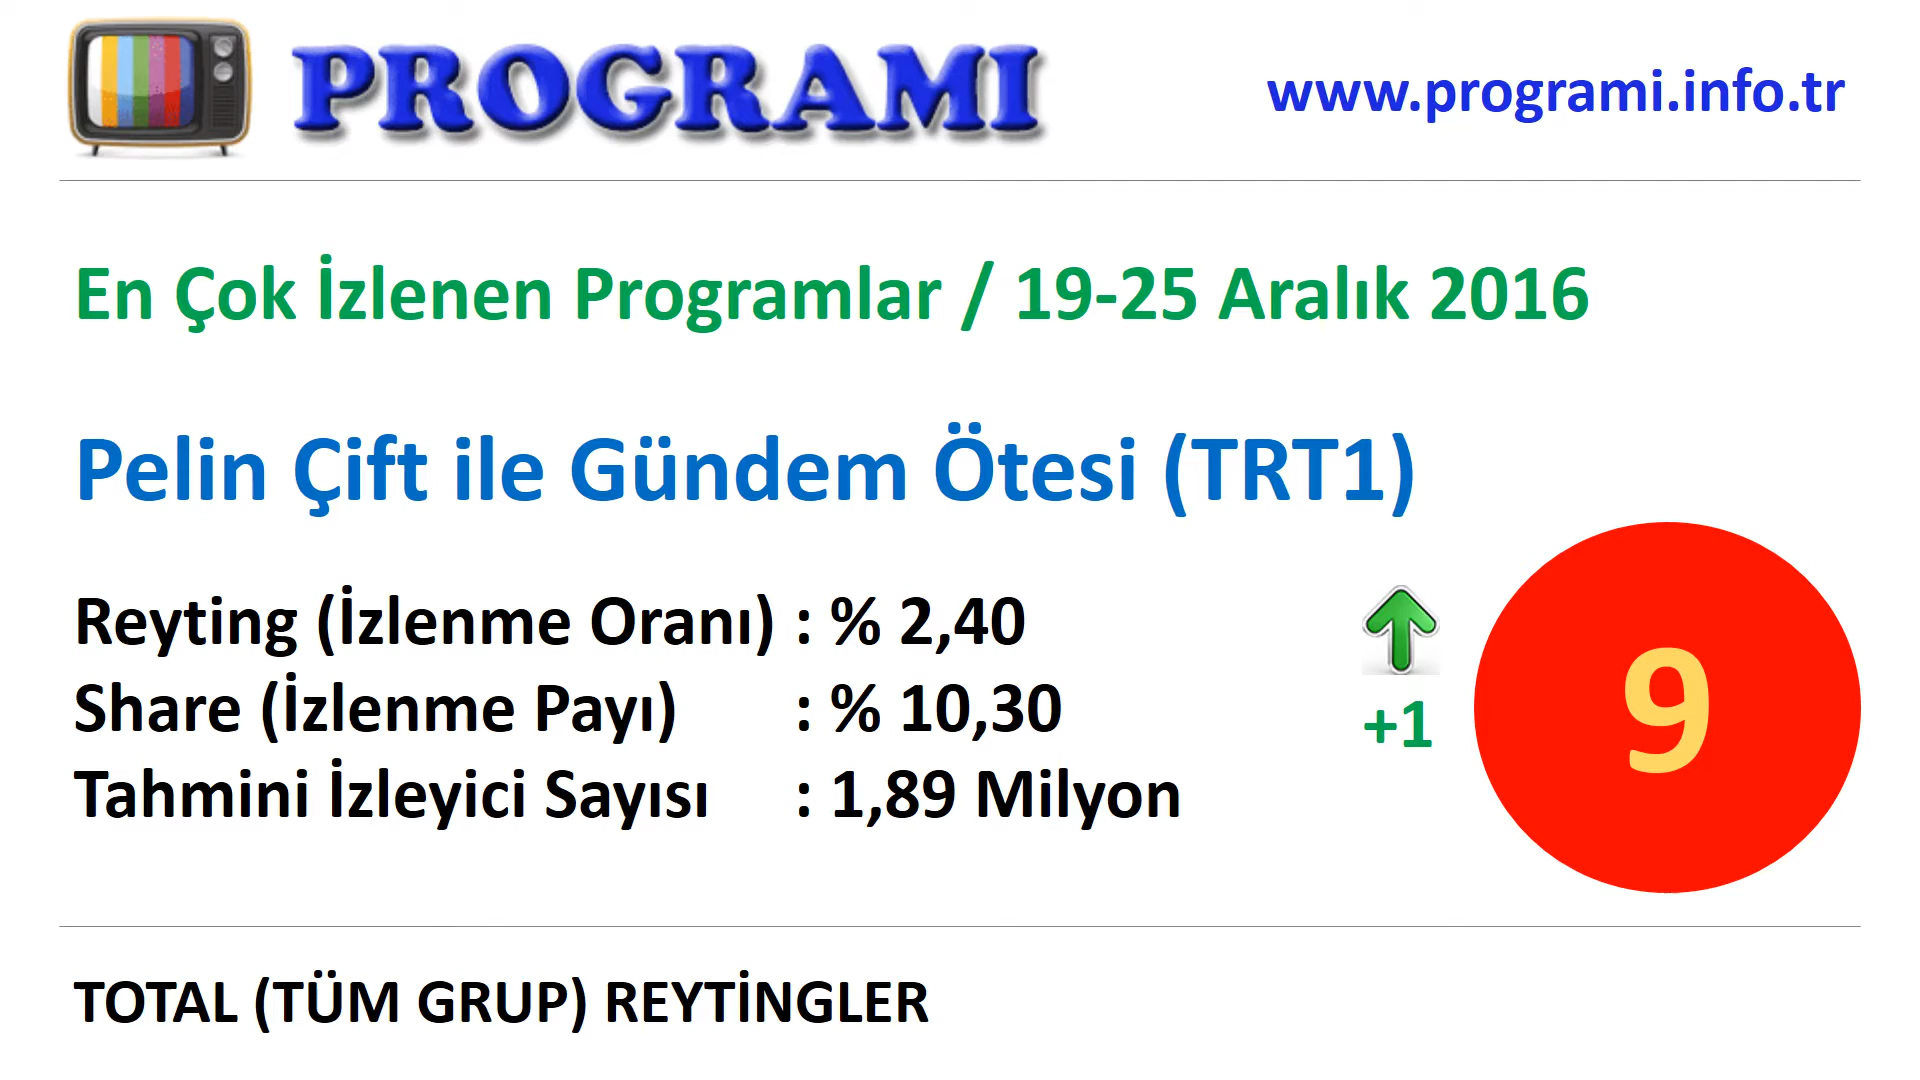 PROGRAMI
www.programi.info.tr
En Çok İzlenen Programlar / 19-25 Aralık 2016
Pelin Çift ile Gündem Ötesi (TRT1)
Reyting (İzlenme Oranı) : % 2,40
Share (İzlenme Payı) : % 10,30
Tahmini İzleyici Sayısı : 1,89 Milyon
+1
9
TOTAL (TÜM GRUP) REYTİNGLER